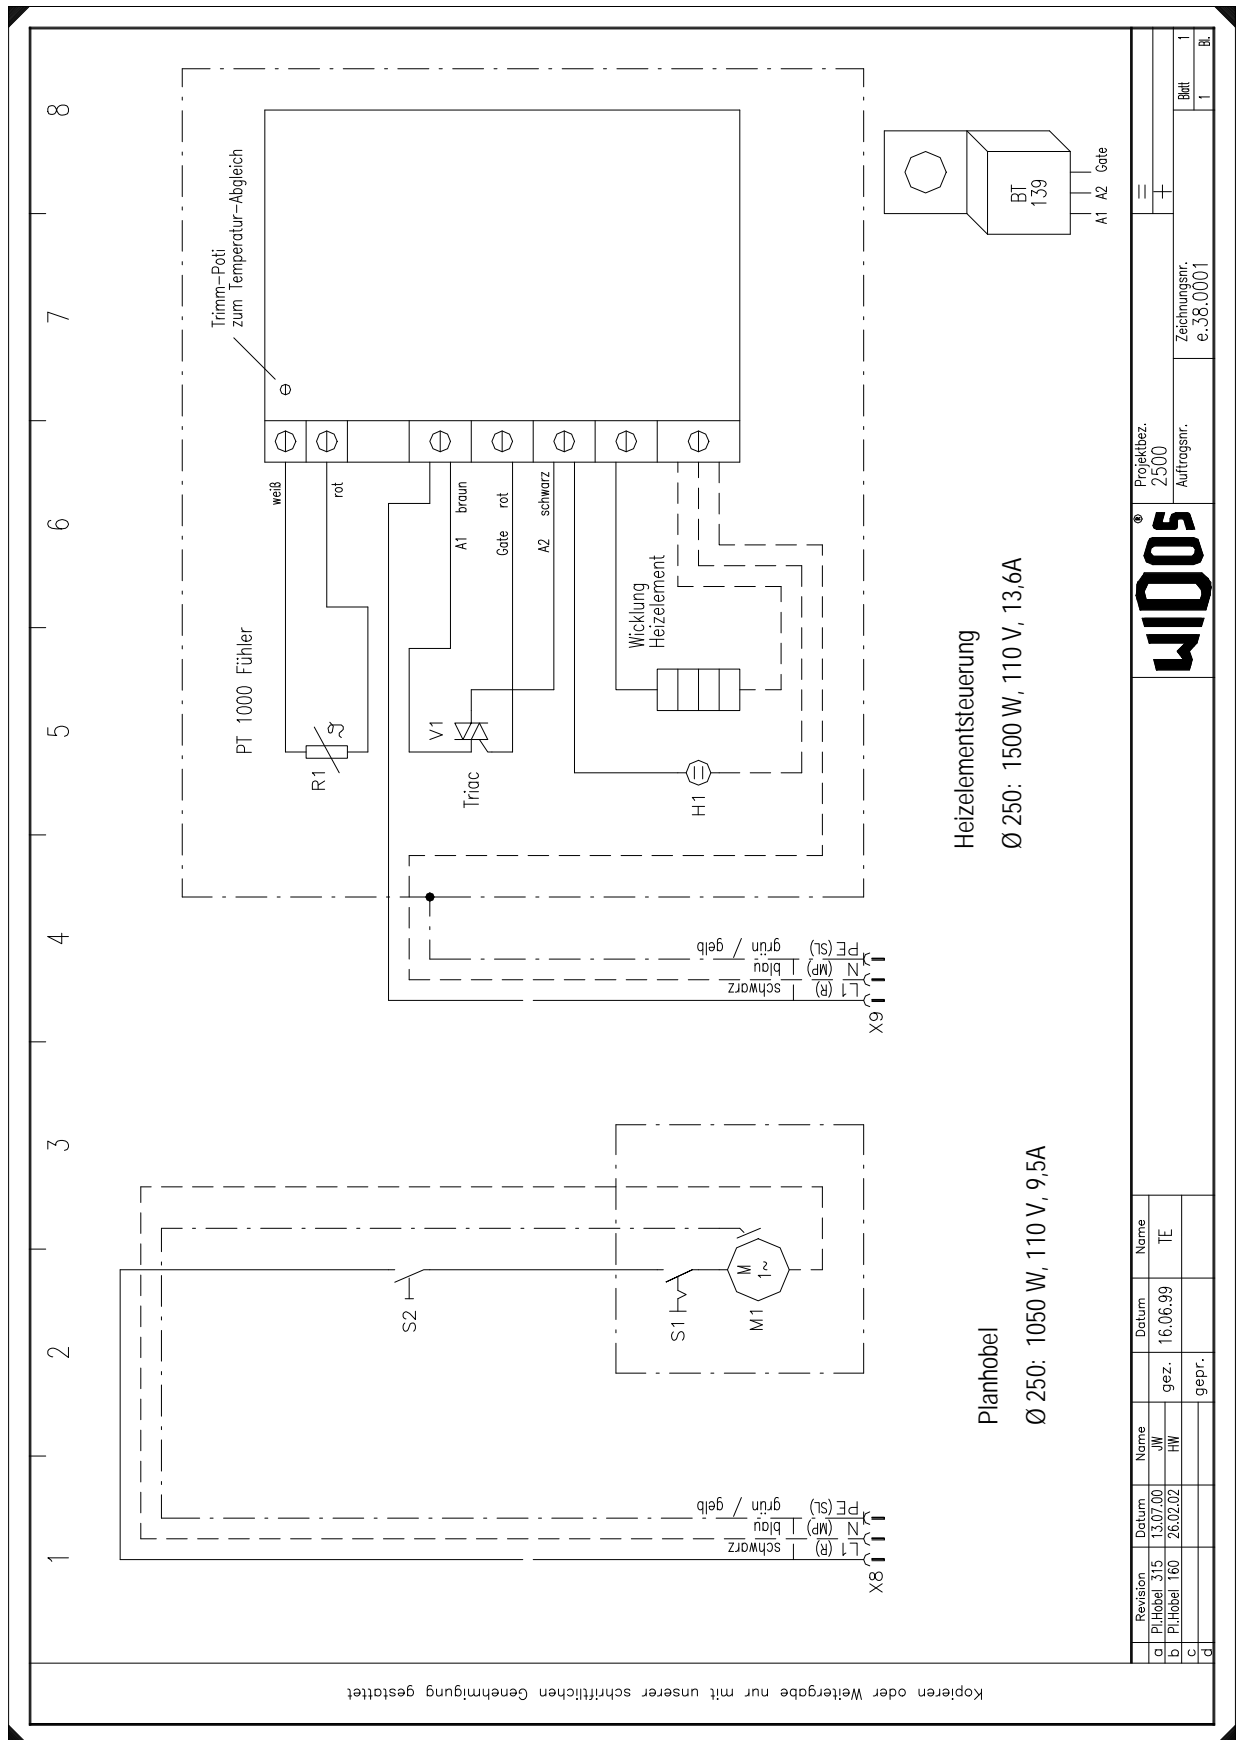 1
2
3
4
5
6
7
8
Trimm-Poti
zum Temperatur-Abgleich
weiß
rot
A1 braun
Gate rot
A2 schwarz
PT 1000 Fühler
R1
V1
Triac
Wicklung
Heizelement
H1
BT
139
A1 A2 Gate
S2
S1
M
1~
M1
grün / gelb PE (SL)
blau N (MP)
schwarz L1 (R)
X8
grün / gelb PE (SL)
blau N (MP)
schwarz L1 (R)
X9
Planhobel
Ø 250: 1050 W, 110 V, 9,5A
Heizelementsteuerung
Ø 250: 1500 W, 110 V, 13,6A
Revision Datum Name
a Pl.Hobel 315 13.07.00 JW
b Pl.Hobel 160 26.02.02 HW
c
d
Datum Name
gez. 16.06.99 TE
gepr.
WIDOS®
Projektbez.
2500
Auftragsnr.
Zeichnungsnr.
e.38.0001
=
+
Blatt 1
1 Bl.
Kopieren oder Weitergabe nur mit unserer schriftlichen Genehmigung gestattet